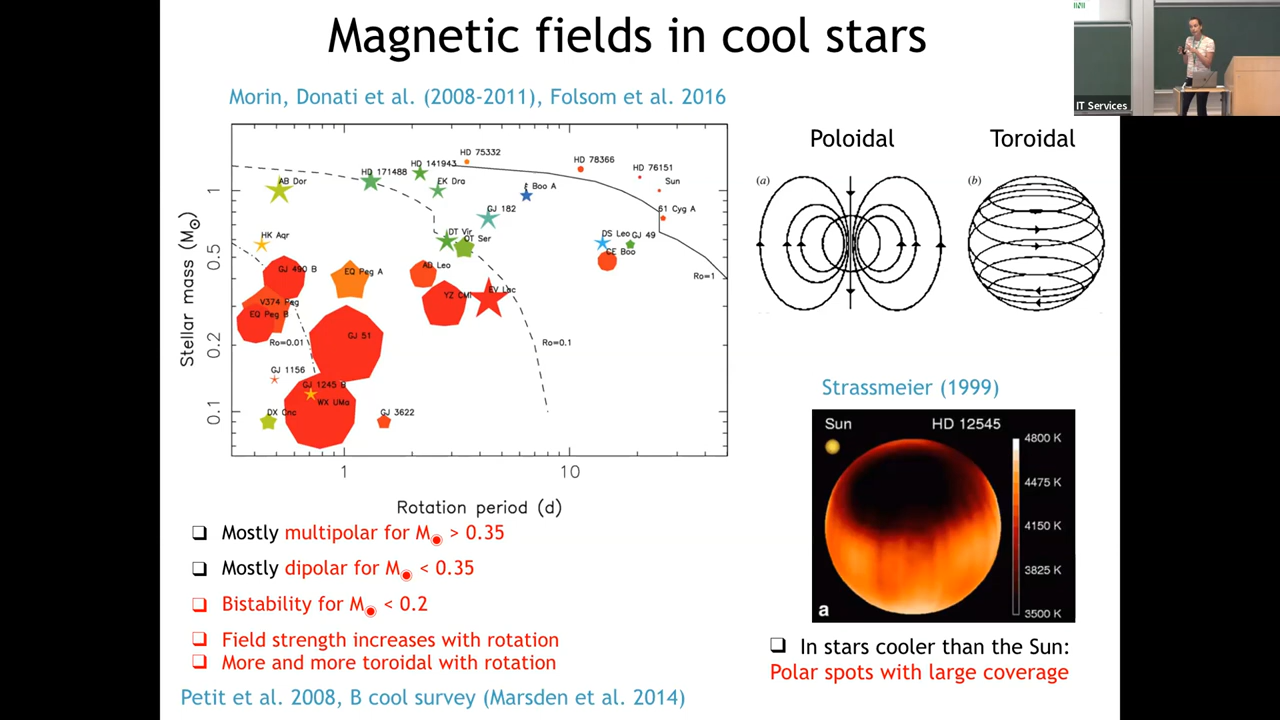 Magnetic fields in cool stars
IT Services
Morin, Donati et al. (2008-2011), Folsom et al. 2016
Poloidal
Toroidal
(a)
(b)
Stellar mass (M⊙)
1
0.5
0.2
0.1
HD 75332
HD 141943
HD 78366
HD 76151
HD 171488
AB Dor
EK Dra
ξ Boo A
Sun
GJ 182
61 Cyg A
HK Aqr
DT Vir
OT Ser
DS Leo
GJ 49
CE Boo
GJ 490 B
EQ Peg A
AD Leo
Ro=1
V374 Peg
YZ CMi
EV Lac
EQ Peg B
Ro=0.01
GJ 51
Ro=0.1
GJ 1156
GJ 1245 B
WX UMa
DX Cnc
GJ 3622
1
10
Rotation period (d)
Strassmeier (1999)
Sun
HD 12545
4800 K
4475 K
4150 K
3825 K
3500 K
a
❑ Mostly multipolar for M⊙ > 0.35
❑ Mostly dipolar for M⊙ < 0.35
❑ Bistability for M⊙ < 0.2
❑ Field strength increases with rotation
❑ More and more toroidal with rotation
❑ In stars cooler than the Sun:
Polar spots with large coverage
Petit et al. 2008, B cool survey (Marsden et al. 2014)